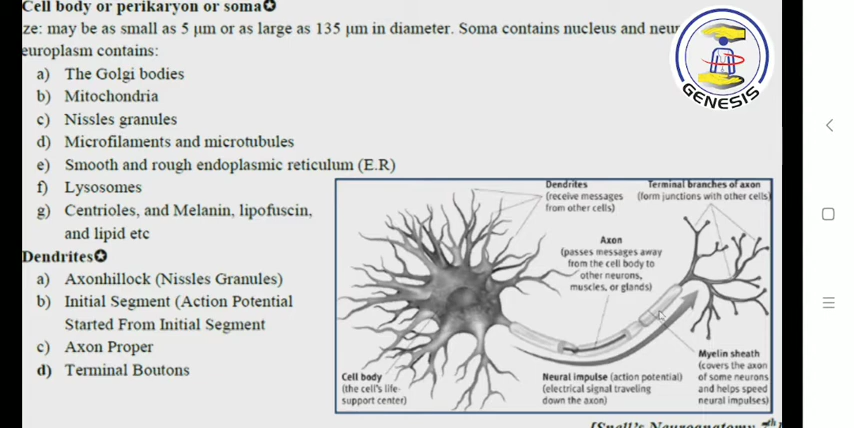 Cell body or perikaryon or soma✪
ze: may be as small as 5 μm or as large as 135 μm in diameter. Soma contains nucleus and neur
europlasm contains:
a) The Golgi bodies
b) Mitochondria
c) Nissles granules
d) Microfilaments and microtubules
e) Smooth and rough endoplasmic reticulum (E.R)
f) Lysosomes
g) Centrioles, and Melanin, lipofuscin,
and lipid etc
Dendrites✪
a) Axonhillock (Nissles Granules)
b) Initial Segment (Action Potential
Started From Initial Segment
c) Axon Proper
d) Terminal Boutons
GENESIS
Dendrites
(receive messages
from other cells)
Terminal branches of axon
(form junctions with other cells)
Axon
(passes messages away
from the cell body to
other neurons,
muscles, or glands)
Cell body
(the cell's life-
support center)
Neural impulse (action potential)
(electrical signal traveling
down the axon)
Myelin sheath
(covers the axon
of some neurons
and helps speed
neural impulses)
[Snell's Neuroanatomy 7th